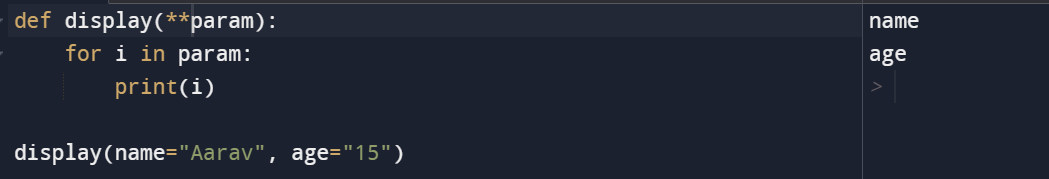 def display(**param):
    for i in param:
        print(i)
display(name="Aarav", age="15")
name
age
>